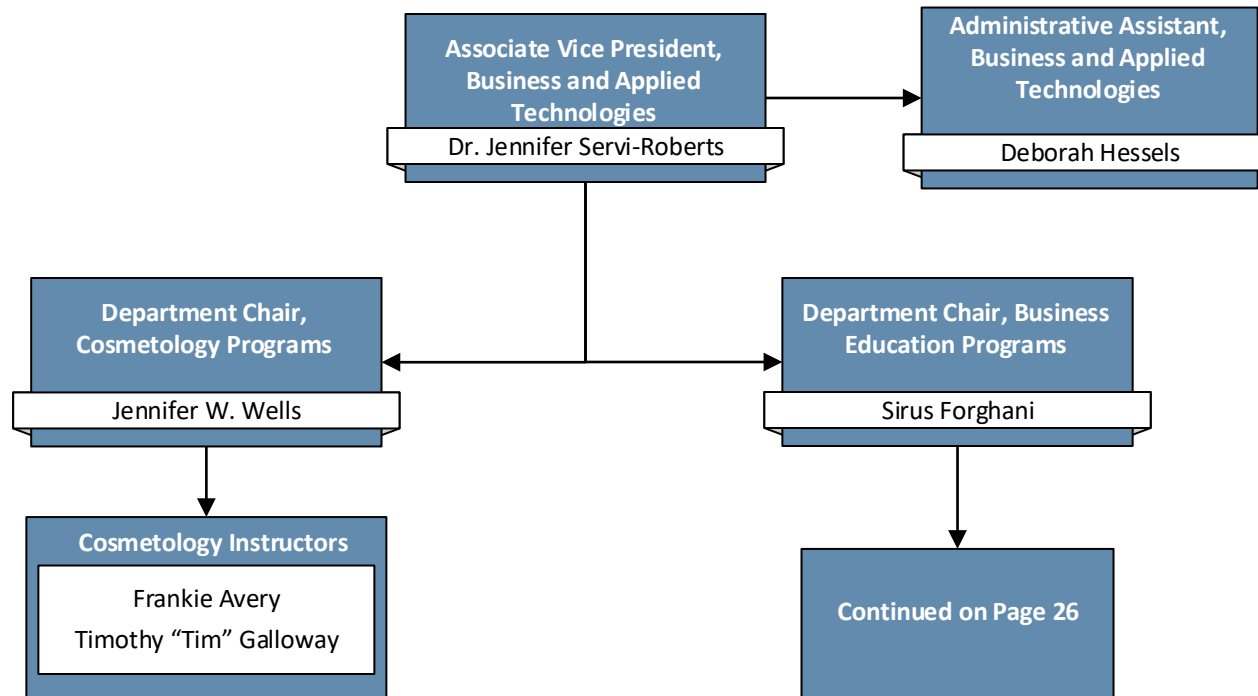 Associate Vice President,
Business and Applied
Technologies
Dr. Jennifer Servi-Roberts
Administrative Assistant,
Business and Applied
Technologies
Deborah Hessels
Department Chair,
Cosmetology Programs
Jennifer W. Wells
Department Chair, Business
Education Programs
Sirus Forghani
Cosmetology Instructors
Frankie Avery
Timothy “Tim” Galloway
Continued on Page 26